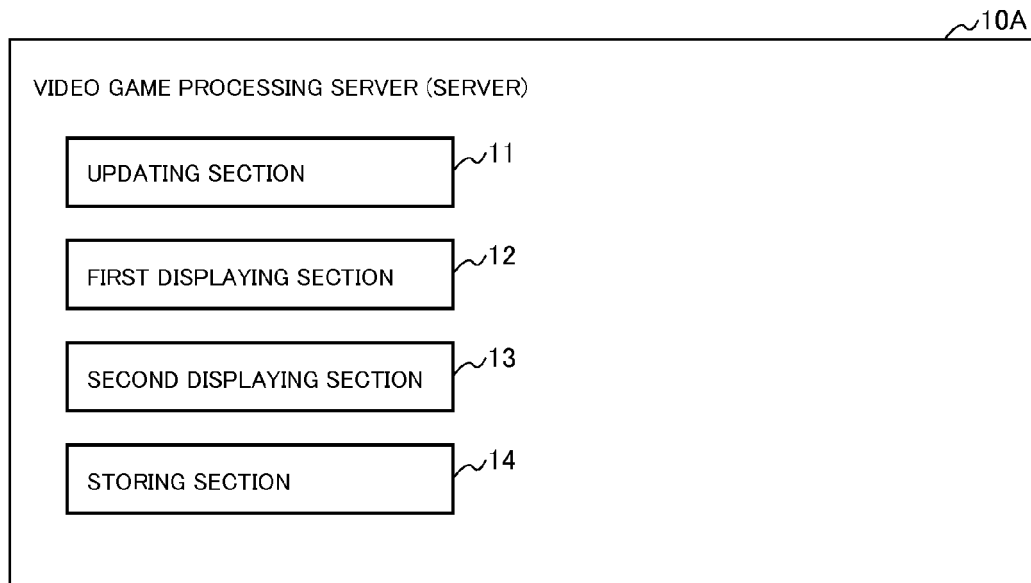 10A
VIDEO GAME PROCESSING SERVER (SERVER)
UPDATING SECTION
11
FIRST DISPLAYING SECTION
12
SECOND DISPLAYING SECTION
13
STORING SECTION
14